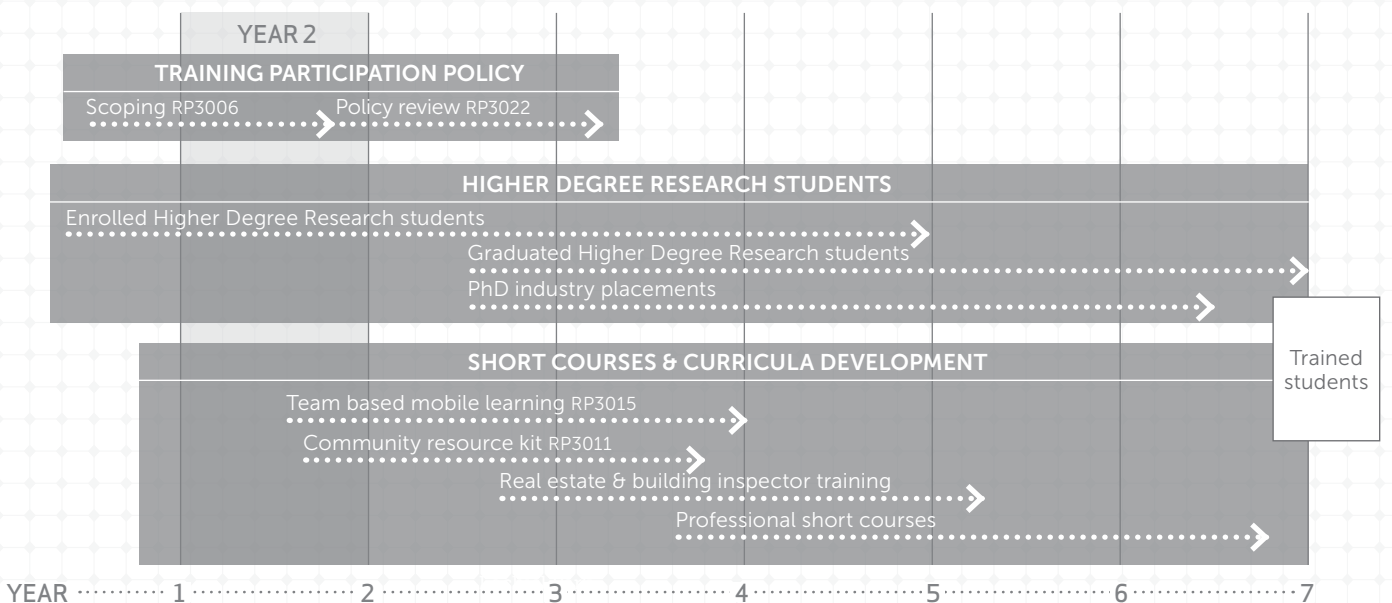 YEAR 2
TRAINING PARTICIPATION POLICY
Scoping RP3006
Policy review RP3022
HIGHER DEGREE RESEARCH STUDENTS
Enrolled Higher Degree Research students
Graduated Higher Degree Research students
PhD industry placements
SHORT COURSES & CURRICULA DEVELOPMENT
Trained
students
Team based mobile learning RP3015
Community resource kit RP3011
Real estate & building inspector training
Professional short courses
YEAR 1 2 3 4 5 6 7